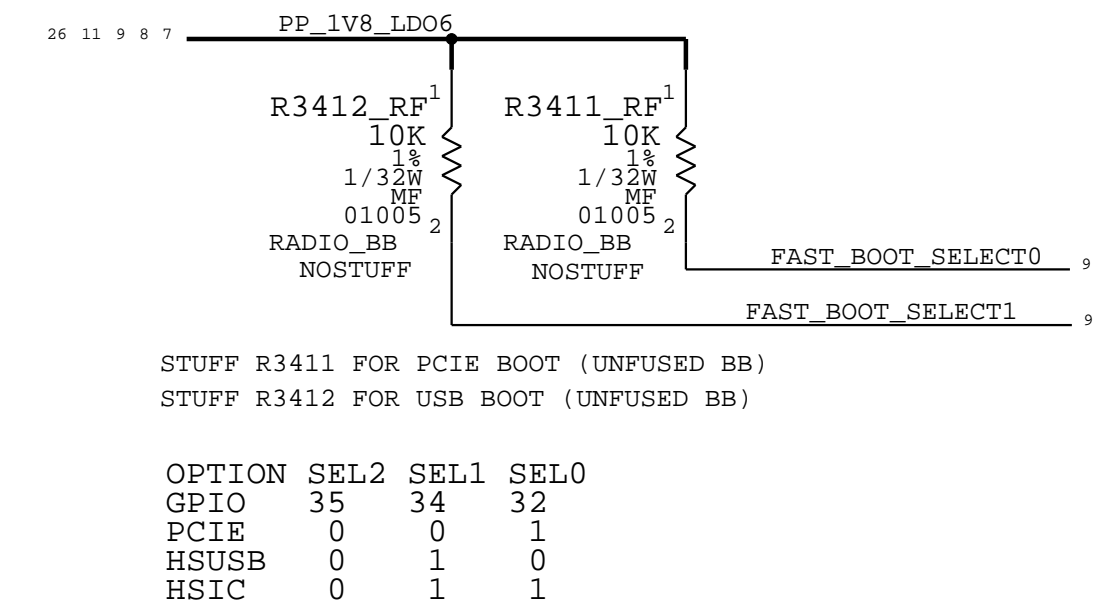 PP_1V8_LDO6
26 11 9 8 7
R3412_RF 1
10K
1%
1/32W
MF
01005 2
RADIO_BB
NOSTUFF
R3411_RF 1
10K
1%
1/32W
MF
01005 2
RADIO_BB
NOSTUFF
FAST_BOOT_SELECT0 9
FAST_BOOT_SELECT1 9
STUFF R3411 FOR PCIE BOOT (UNFUSED BB)
STUFF R3412 FOR USB BOOT (UNFUSED BB)
OPTION SEL2 SEL1 SEL0
GPIO 35 34 32
PCIE 0 0 1
HSUSB 0 1 0
HSIC 0 1 1